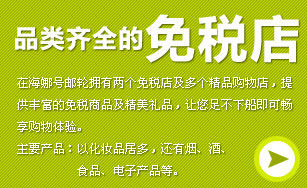 品类齐全的免税店
在海娜号邮轮拥有两个免税店及多个精品购物店，提
供丰富的免税商品及精美礼品，让您足不下船即可畅
享购物体验。
主要产品：以化妆品居多，还有烟、酒、
食品、电子产品等。